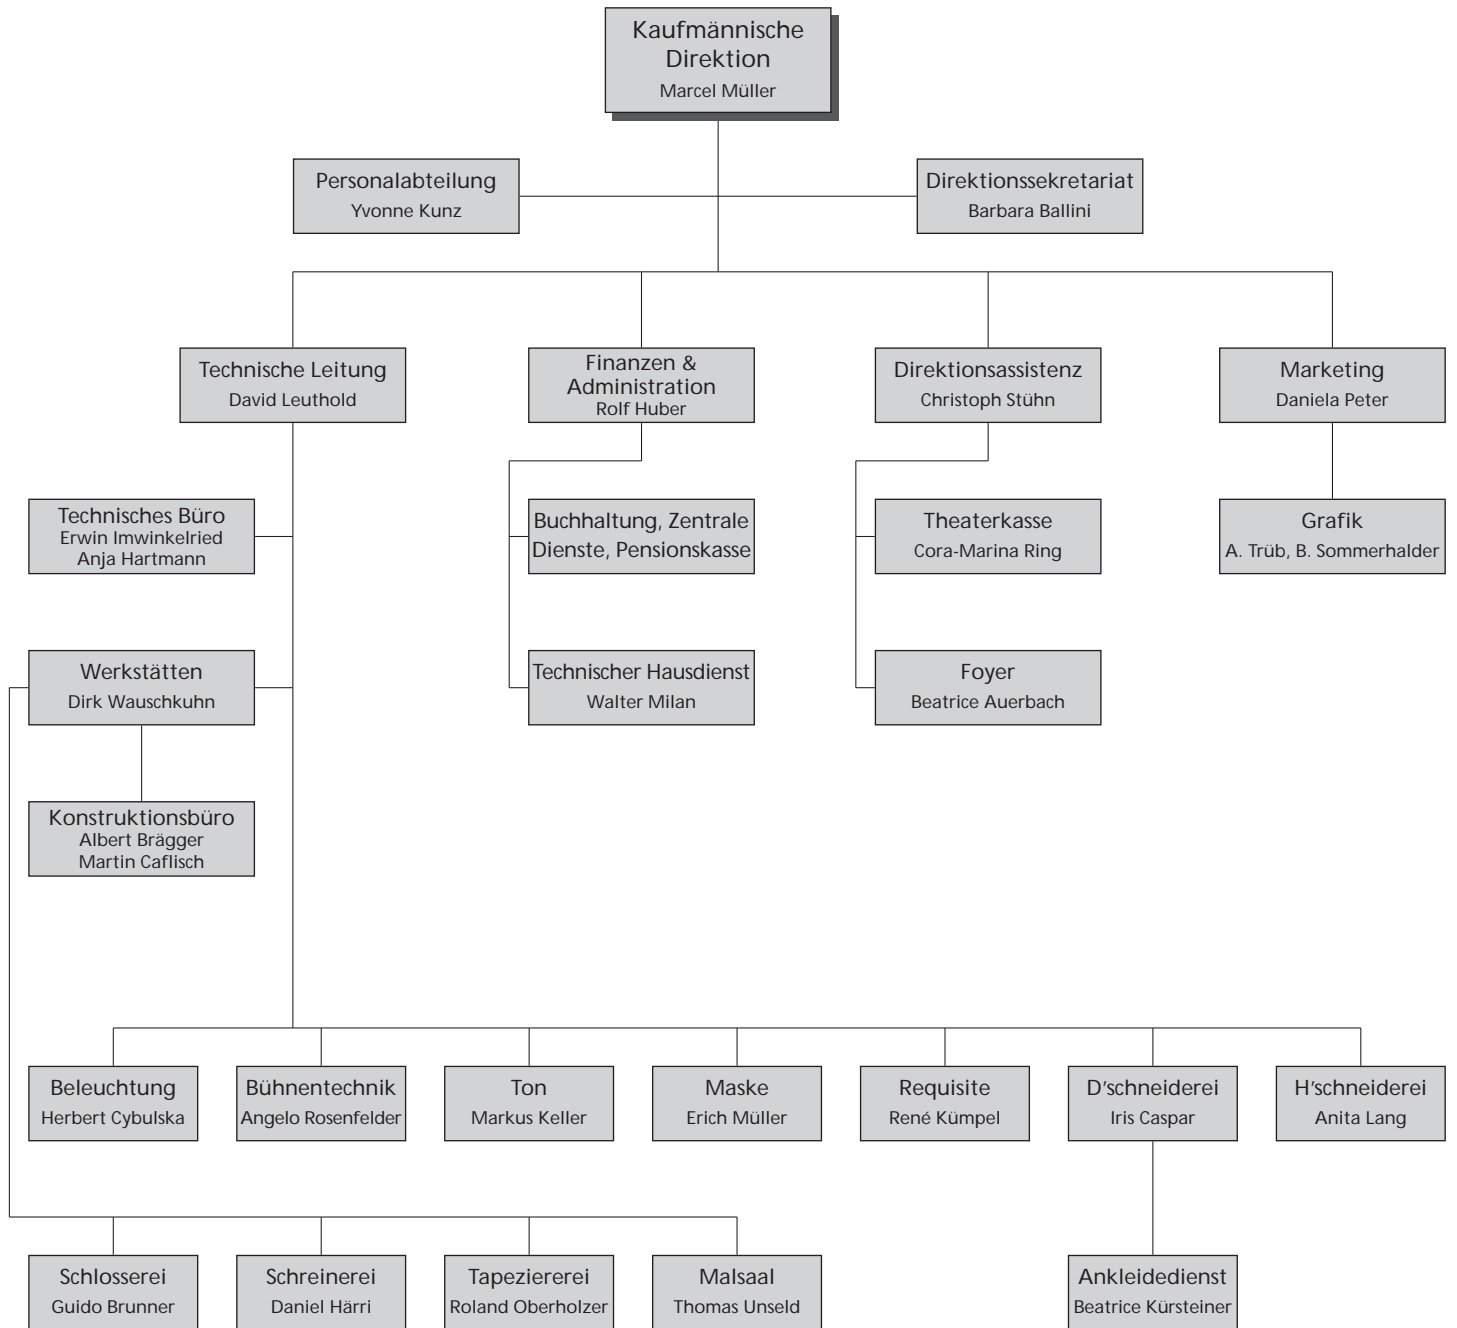 Kaufmännische
Direktion
Marcel Müller
Personalabteilung
Yvonne Kunz
Direktionssekretariat
Barbara Ballini
Technische Leitung
David Leuthold
Finanzen &
Administration
Rolf Huber
Direktionsassistenz
Christoph Stühn
Marketing
Daniela Peter
Technisches Büro
Erwin Imwinkelried
Anja Hartmann
Buchhaltung, Zentrale
Dienste, Pensionskasse
Theaterkasse
Cora-Marina Ring
Grafik
A. Trüb, B. Sommerhalder
Werkstätten
Dirk Wauschkuhn
Technischer Hausdienst
Walter Milan
Foyer
Beatrice Auerbach
Konstruktionsbüro
Albert Brägger
Martin Caflisch
Beleuchtung
Herbert Cybulska
Bühnentechnik
Angelo Rosenfelder
Ton
Markus Keller
Maske
Erich Müller
Requisite
René Kümpel
D'schneiderei
Iris Caspar
H'schneiderei
Anita Lang
Schlosserei
Guido Brunner
Schreinerei
Daniel Härri
Tapeziererei
Roland Oberholzer
Malsaal
Thomas Unseld
Ankleidedienst
Beatrice Kürsteiner